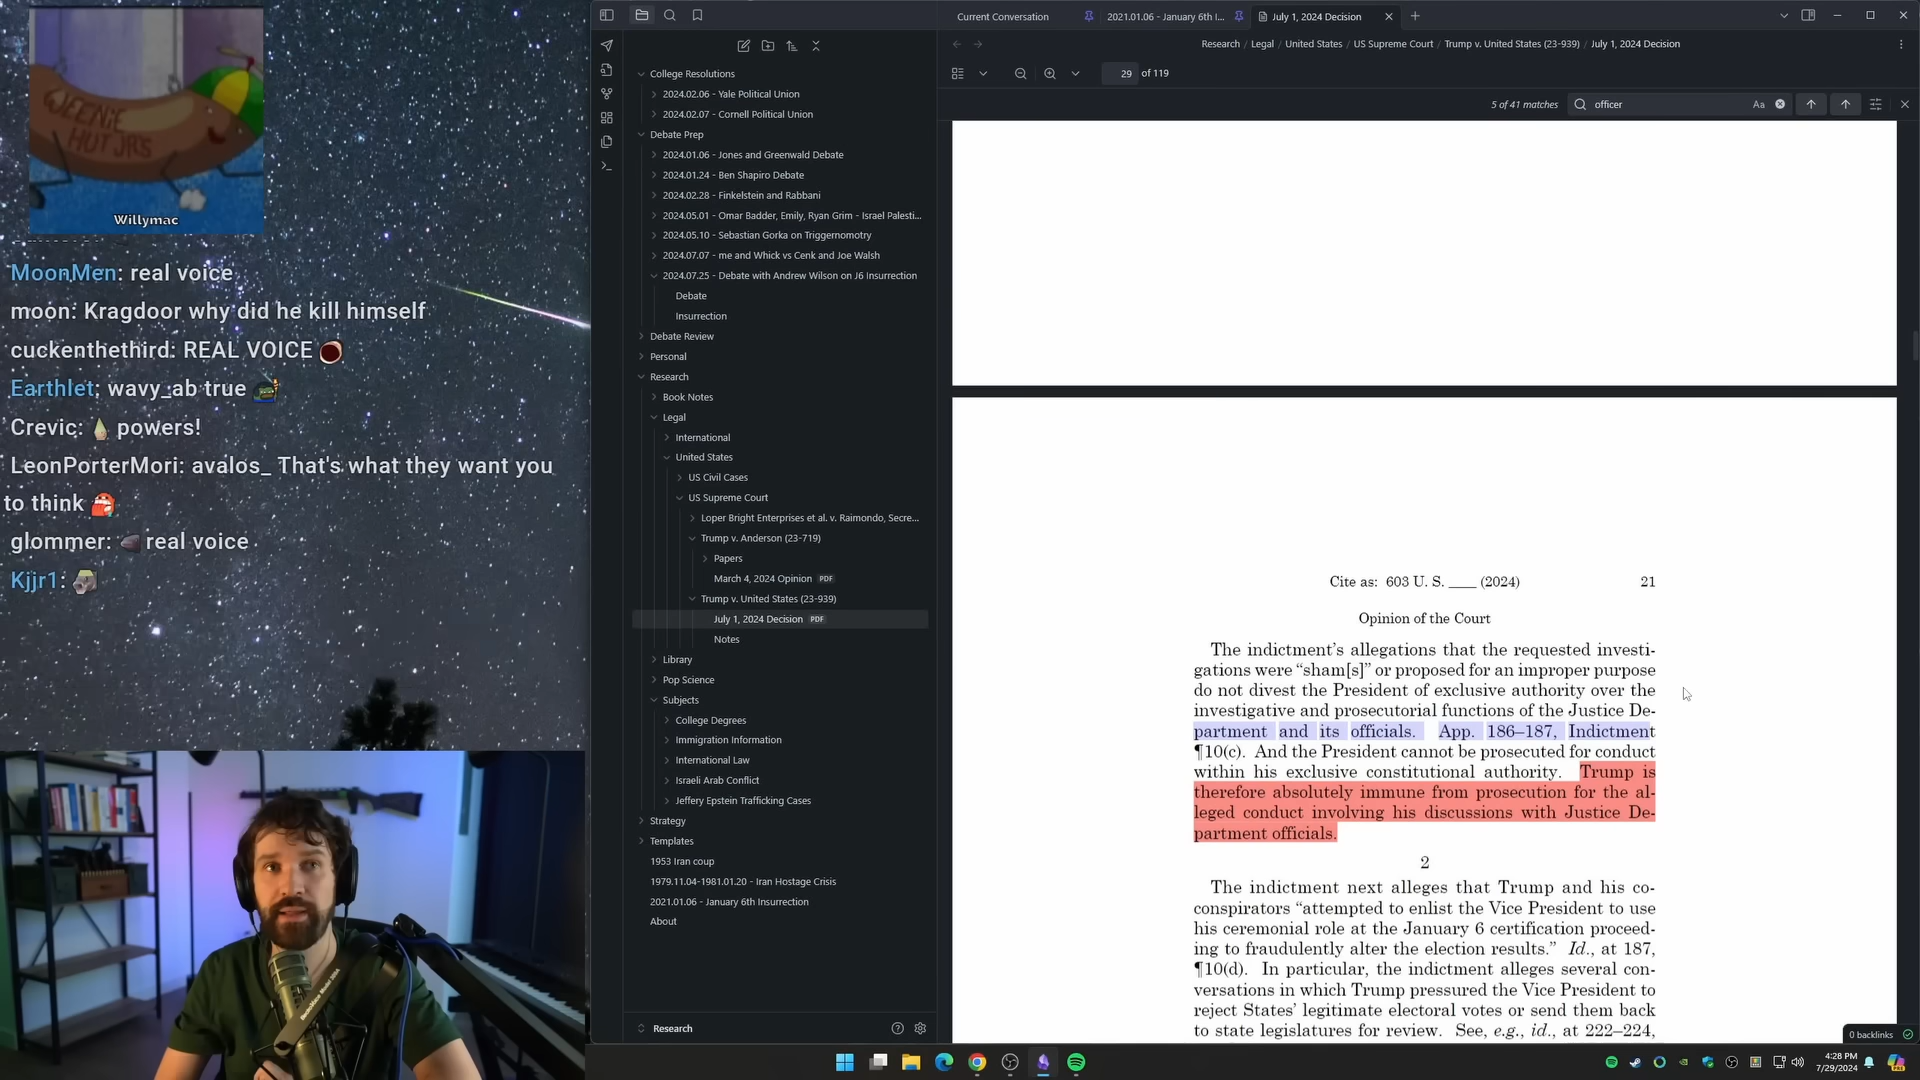 WEENIE
HUT JR'S
Willymac
MoonMen: real voice
moon: Kragdoor why did he kill himself
cuckenthethird: REAL VOICE
Earthlet: wavy_ab true
Crevic: powers!
LeonPorterMori: avalos_ That's what they want you
to think
glommer: real voice
Kjjr1:
College Resolutions
2024.02.06 - Yale Political Union
2024.02.07 - Cornell Political Union
Debate Prep
2024.01.06 - Jones and Greenwald Debate
2024.01.24 - Ben Shapiro Debate
2024.02.28 - Finkelstein and Rabbani
2024.05.01 - Omar Badder, Emily, Ryan Grim - Israel Palesti...
2024.05.10 - Sebastian Gorka on Triggernomotry
2024.07.07 - me and Whick vs Cenk and Joe Walsh
2024.07.25 - Debate with Andrew Wilson on J6 Insurrection
Debate
Insurrection
Debate Review
Personal
Research
Book Notes
Legal
International
United States
US Civil Cases
US Supreme Court
Loper Bright Enterprises et al. v. Raimondo, Secre...
Trump v. Anderson (23-719)
Papers
March 4, 2024 Opinion PDF
Trump v. United States (23-939)
July 1, 2024 Decision PDF
Notes
Library
Pop Science
Subjects
College Degrees
Immigration Information
International Law
Israeli Arab Conflict
Jeffery Epstein Trafficking Cases
Strategy
Templates
1953 Iran coup
1979.11.04-1981.01.20 - Iran Hostage Crisis
2021.01.06 - January 6th Insurrection
About
Research
Current Conversation
2021.01.06 - January 6th I...
July 1, 2024 Decision
Research / Legal / United States / US Supreme Court / Trump v. United States (23-939) / July 1, 2024 Decision
29 of 119
5 of 41 matches
officer
Aa
Cite as: 603 U. S. ____ (2024) 21
Opinion of the Court
The indictment's allegations that the requested investi-
gations were “sham[s]” or proposed for an improper purpose
do not divest the President of exclusive authority over the
investigative and prosecutorial functions of the Justice De-
partment and its officials. App. 186–187, Indictment
¶10(c). And the President cannot be prosecuted for conduct
within his exclusive constitutional authority. Trump is
therefore absolutely immune from prosecution for the al-
leged conduct involving his discussions with Justice De-
partment officials.
2
The indictment next alleges that Trump and his co-
conspirators “attempted to enlist the Vice President to use
his ceremonial role at the January 6 certification proceed-
ing to fraudulently alter the election results.” Id., at 187,
¶10(d). In particular, the indictment alleges several con-
versations in which Trump pressured the Vice President to
reject States' legitimate electoral votes or send them back
to state legislatures for review. See, e.g., id., at 222–224,
0 backlinks
4:28 PM
7/29/2024